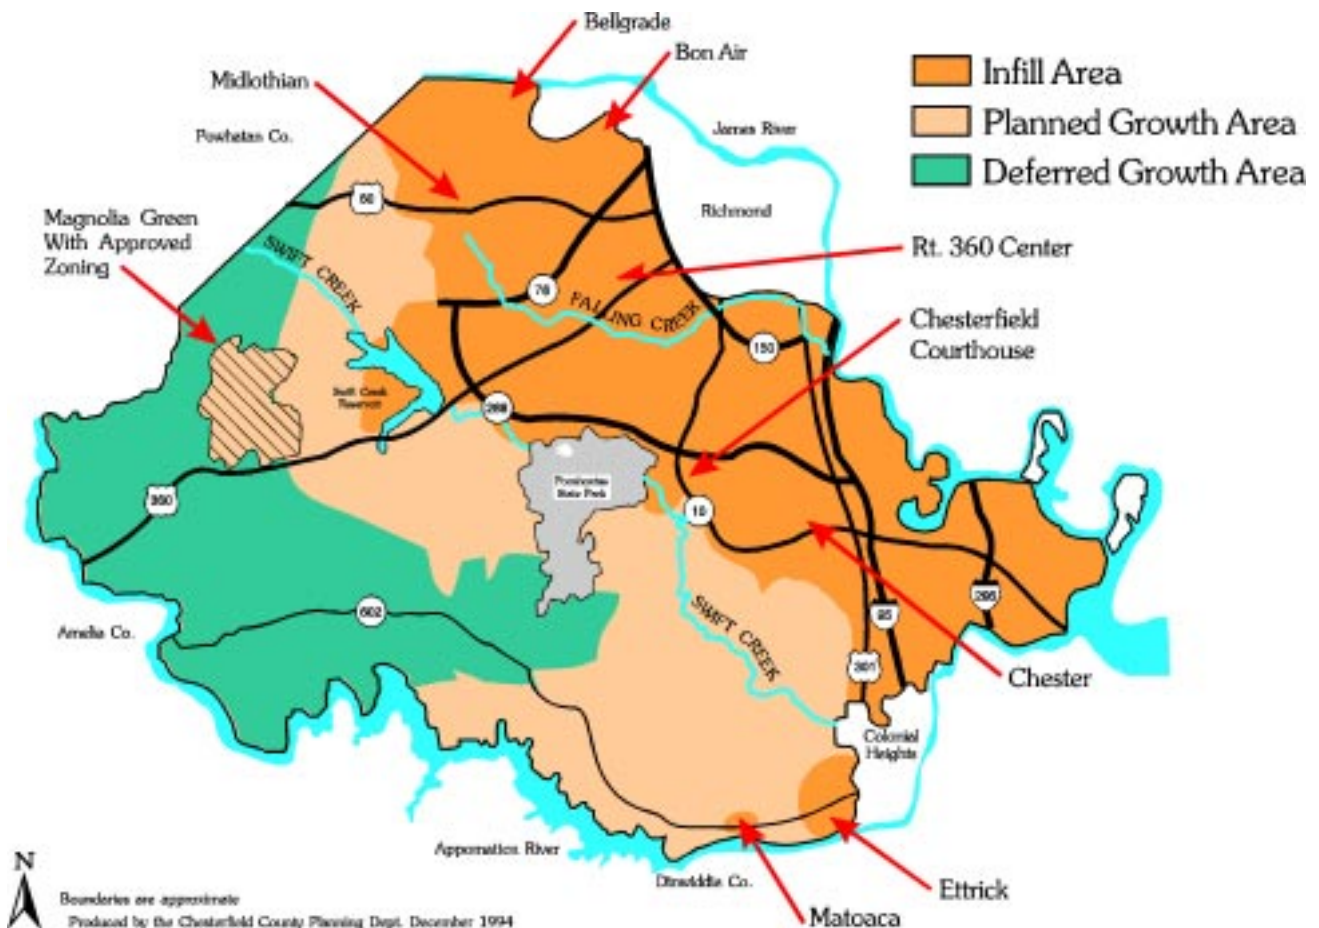 Bellgrade
Bon Air
Midlothian
Infill Area
Planned Growth Area
Deferred Growth Area
Powhatan Co.
James River
Richmond
60
Magnolia Green
With Approved
Zoning
SWIFT CREEK
Rt. 360 Center
76
FALLING CREEK
Chesterfield
Courthouse
150
Swift Creek
Reservoir
288
360
Pocahontas
State Park
10
295
602
95
SWIFT CREEK
Amelia Co.
301
Chester
Colonial
Heights
Appomattox River
Dinwiddie Co.
Ettrick
Matoaca
N
Boundaries are approximate
Produced by the Chesterfield County Planning Dept. December 1994